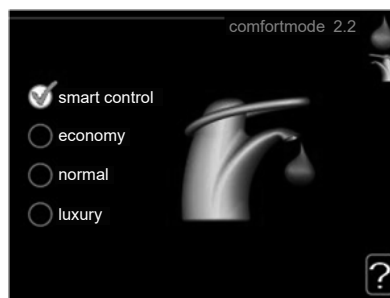 comfortmode 2.2
smart control
economy
normal
luxury
?